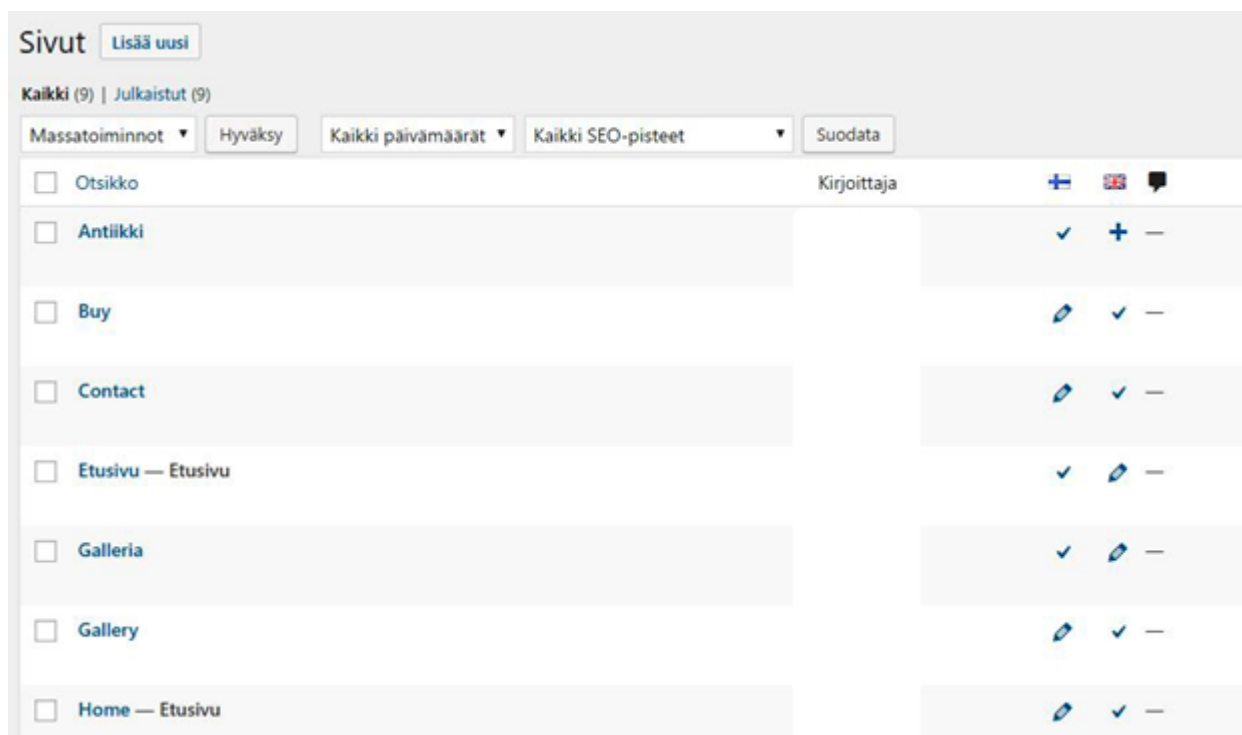 Sivut Lisää uusi
Kaikki (9) | Julkaistut (9)
Massatoiminnot Hyväksy Kaikki päivämäärät Kaikki SEO-pisteet Suodata
Otsikko Kirjoittaja
Antiikki —
Buy —
Contact —
Etusivu — Etusivu —
Galleria —
Gallery —
Home — Etusivu —